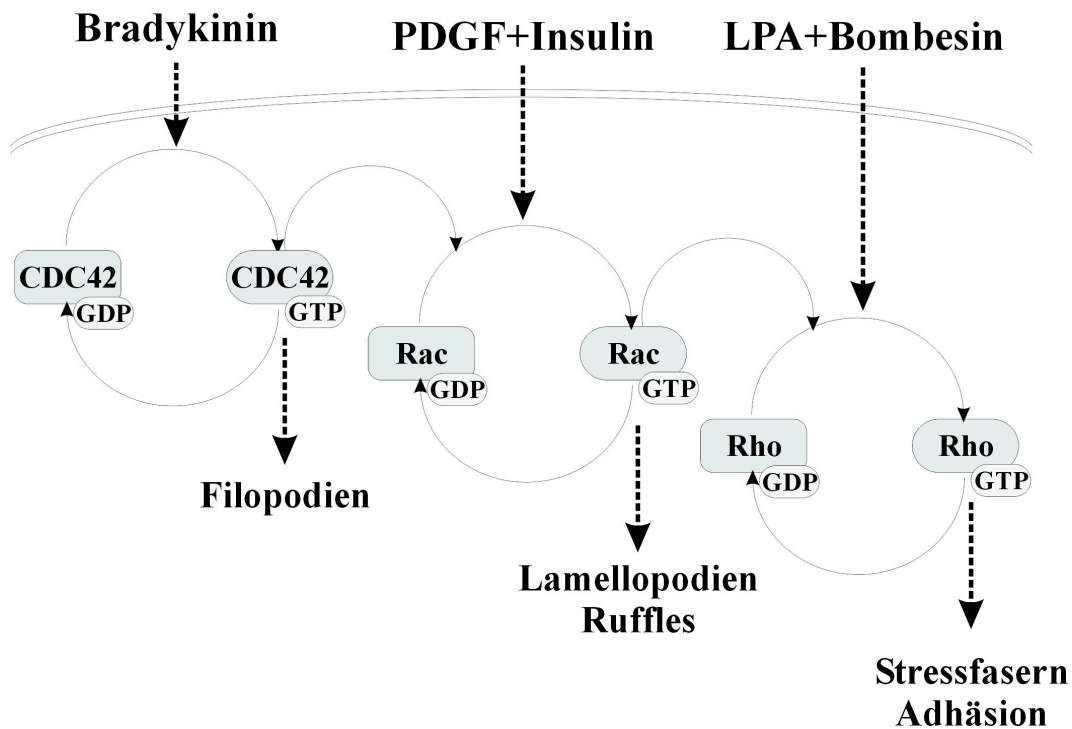 Bradykinin
PDGF+Insulin
LPA+Bombesin
CDC42
GDP
CDC42
GTP
Rac
GDP
Rac
GTP
Rho
GDP
Rho
GTP
Filopodien
Lamellopodien
Ruffles
Stressfasern
Adhäsion